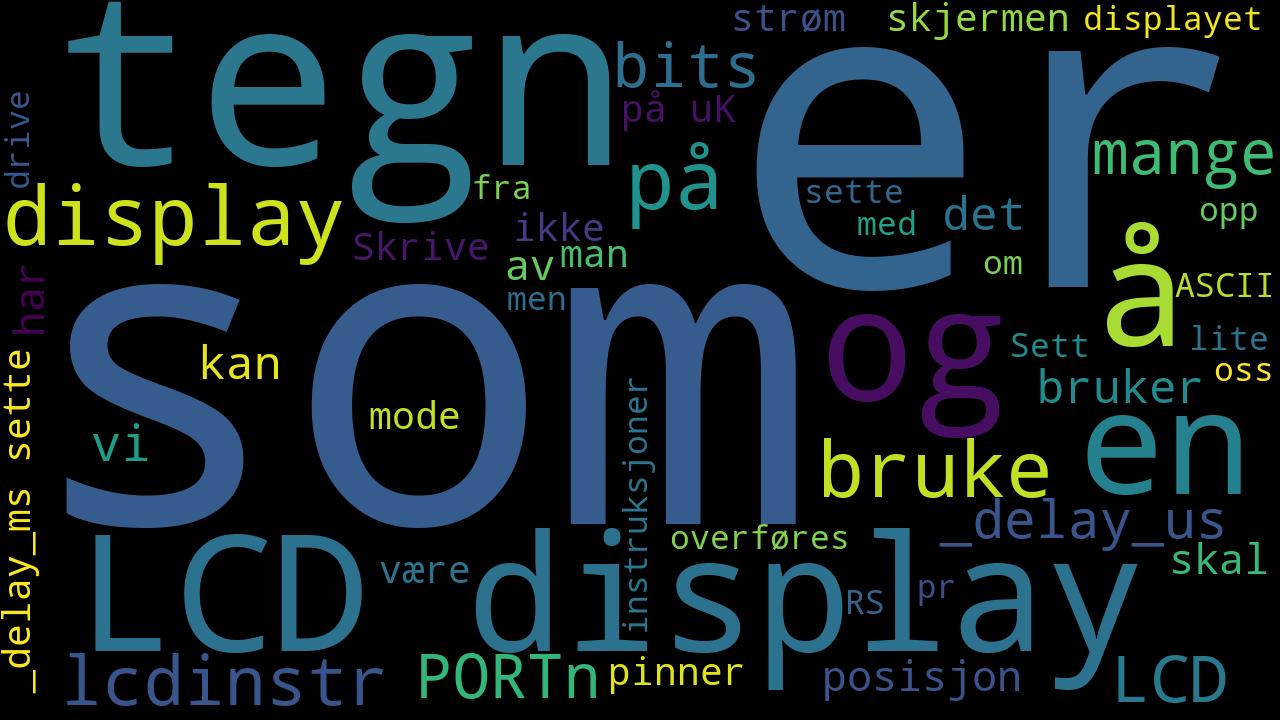 strøm skjermen displayet
tegn er
bits
på uK
drive
mange
på
fra
sette
display
med det opp
Skrive ikke
av man
om
å
ASCII
har
men
som
og
Sett lite
kan
bruker oss
mode
vi
instruksjoner
en
bruke
_delay_ms sette
_delay_us
overføres
skal
LCD være display
RS pr
lcdinstr PORTn pinner posisjon LCD